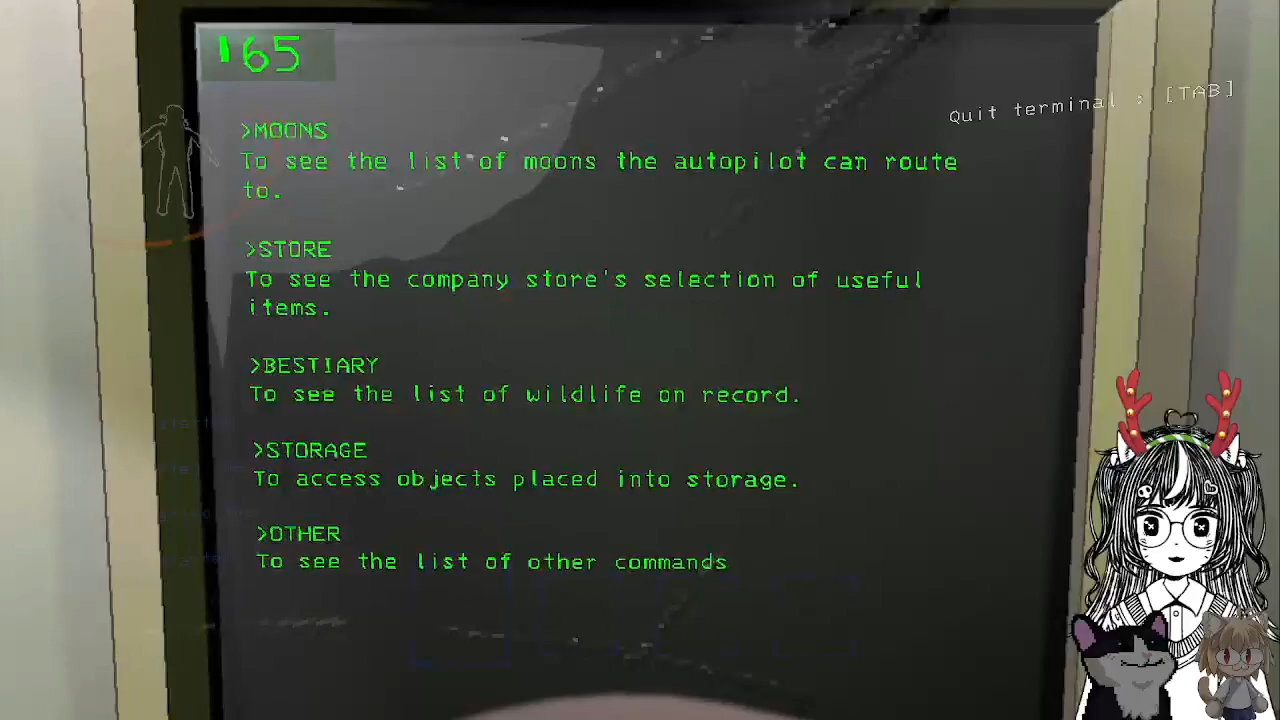 ▮65
Quit terminal : [TAB]
>MOONS
To see the list of moons the autopilot can route
to.
>STORE
To see the company store's selection of useful
items.
>BESTIARY
To see the list of wildlife on record.
>STORAGE
To access objects placed into storage.
>OTHER
To see the list of other commands